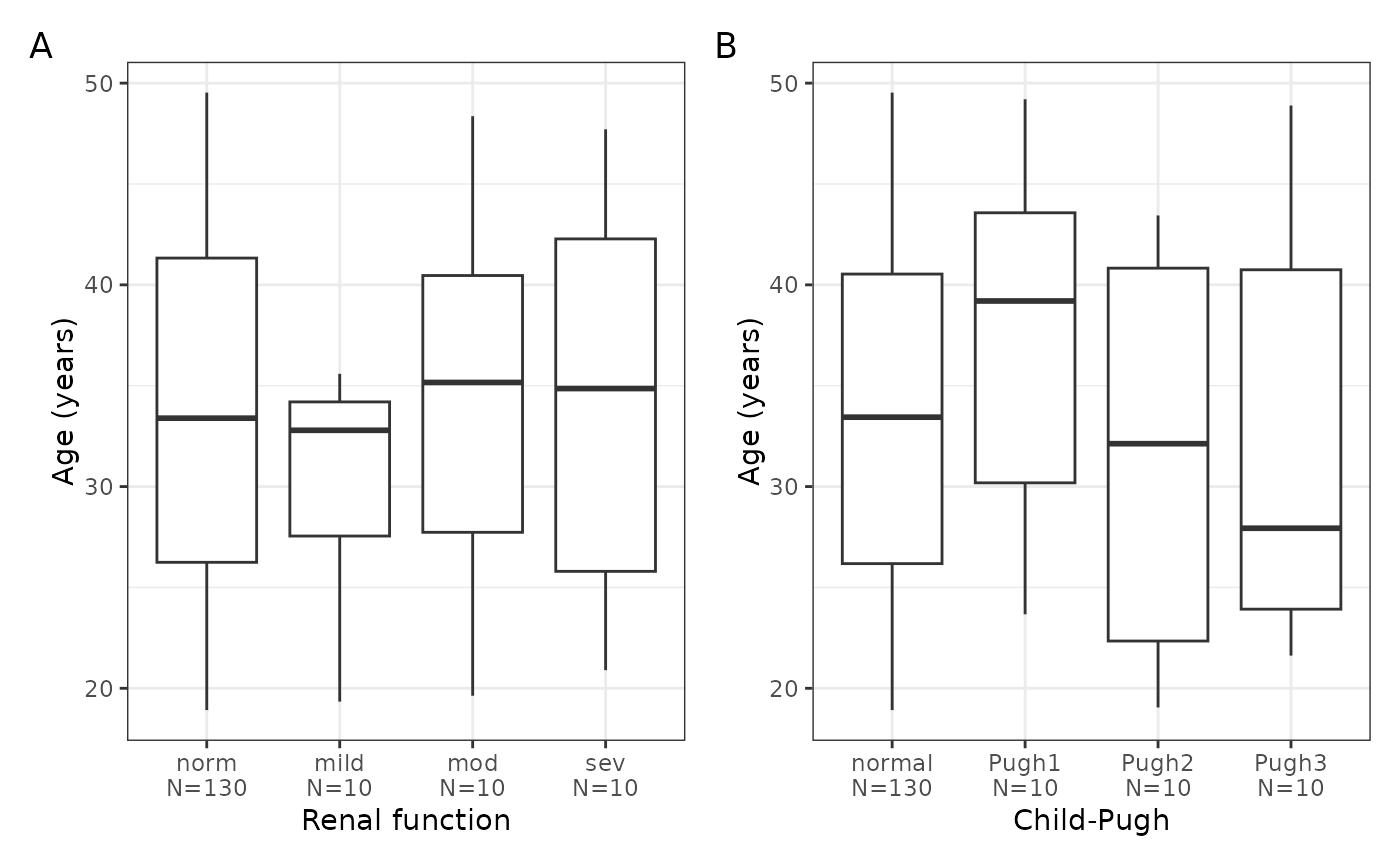 A
50
40
30
20
Age (years)
norm mild mod sev
N=130 N=10 N=10 N=10
Renal function
B
50
40
30
20
Age (years)
normal Pugh1 Pugh2 Pugh3
N=130 N=10 N=10 N=10
Child-Pugh